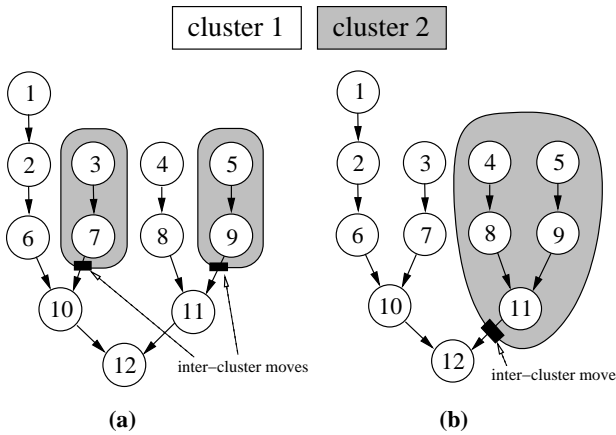 cluster 1 cluster 2
1 1
2 3 4 5 2 3 4 5
6 7 8 9 6 7 8 9
10 11 10 11
12 12
inter-cluster moves inter-cluster move
(a) (b)